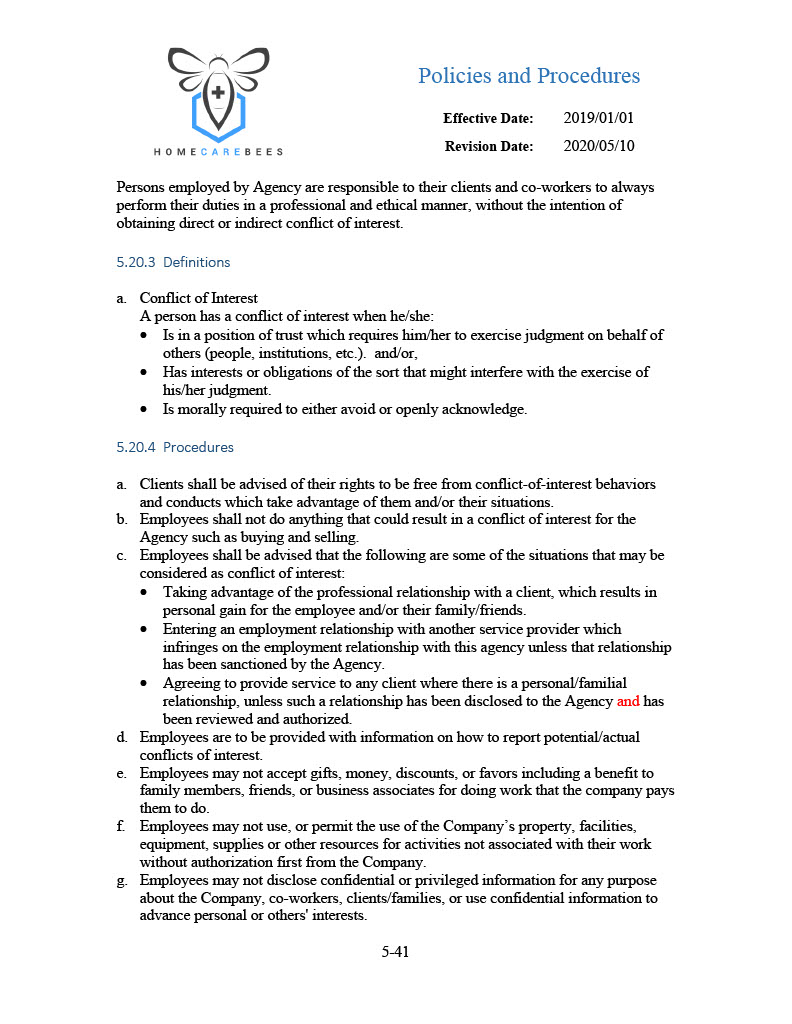 Policies and Procedures
Effective Date: 2019/01/01
Revision Date: 2020/05/10
HOMECAREBEES
Persons employed by Agency are responsible to their clients and co-workers to always
perform their duties in a professional and ethical manner, without the intention of
obtaining direct or indirect conflict of interest.
5.20.3 Definitions
a. Conflict of Interest
A person has a conflict of interest when he/she:
• Is in a position of trust which requires him/her to exercise judgment on behalf of
others (people, institutions, etc.). and/or,
• Has interests or obligations of the sort that might interfere with the exercise of
his/her judgment.
• Is morally required to either avoid or openly acknowledge.
5.20.4 Procedures
a. Clients shall be advised of their rights to be free from conflict-of-interest behaviors
and conducts which take advantage of them and/or their situations.
b. Employees shall not do anything that could result in a conflict of interest for the
Agency such as buying and selling.
c. Employees shall be advised that the following are some of the situations that may be
considered as conflict of interest:
• Taking advantage of the professional relationship with a client, which results in
personal gain for the employee and/or their family/friends.
• Entering an employment relationship with another service provider which
infringes on the employment relationship with this agency unless that relationship
has been sanctioned by the Agency.
• Agreeing to provide service to any client where there is a personal/familial
relationship, unless such a relationship has been disclosed to the Agency and has
been reviewed and authorized.
d. Employees are to be provided with information on how to report potential/actual
conflicts of interest.
e. Employees may not accept gifts, money, discounts, or favors including a benefit to
family members, friends, or business associates for doing work that the company pays
them to do.
f. Employees may not use, or permit the use of the Company’s property, facilities,
equipment, supplies or other resources for activities not associated with their work
without authorization first from the Company.
g. Employees may not disclose confidential or privileged information for any purpose
about the Company, co-workers, clients/families, or use confidential information to
advance personal or others' interests.
5-41